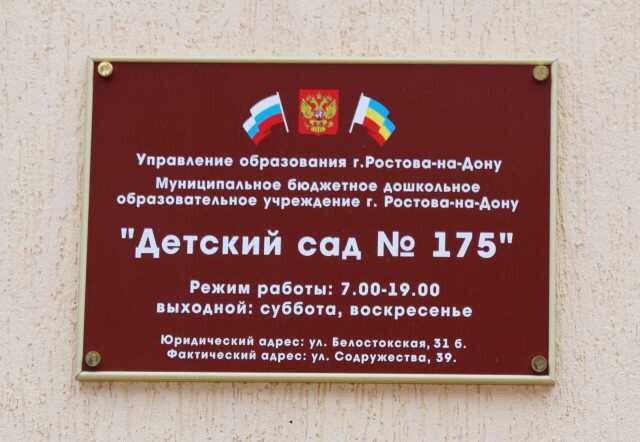 Управление образования г.Ростова-на-Дону
Муниципальное бюджетное дошкольное
образовательное учреждение г. Ростова-на-Дону
"Детский сад № 175"
Режим работы: 7.00-19.00
выходной: суббота, воскресенье
Юридический адрес: ул. Белостокская, 31 б.
Фактический адрес: ул. Содружества, 39.